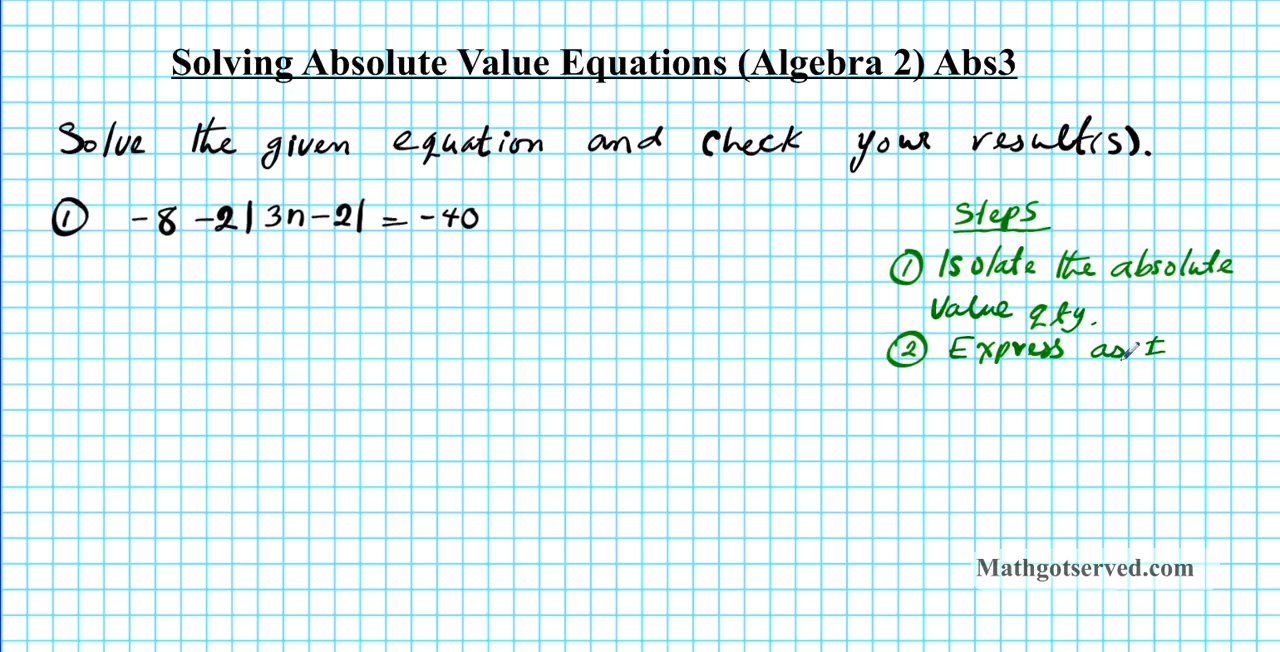 Solving Absolute Value Equations (Algebra 2) Abs3
Solve the given equation and check your result(s).
① -8 -2|3n-2| = -40
Steps
① Isolate the absolute
Value qty.
② Express as ±
Mathgotserved.com